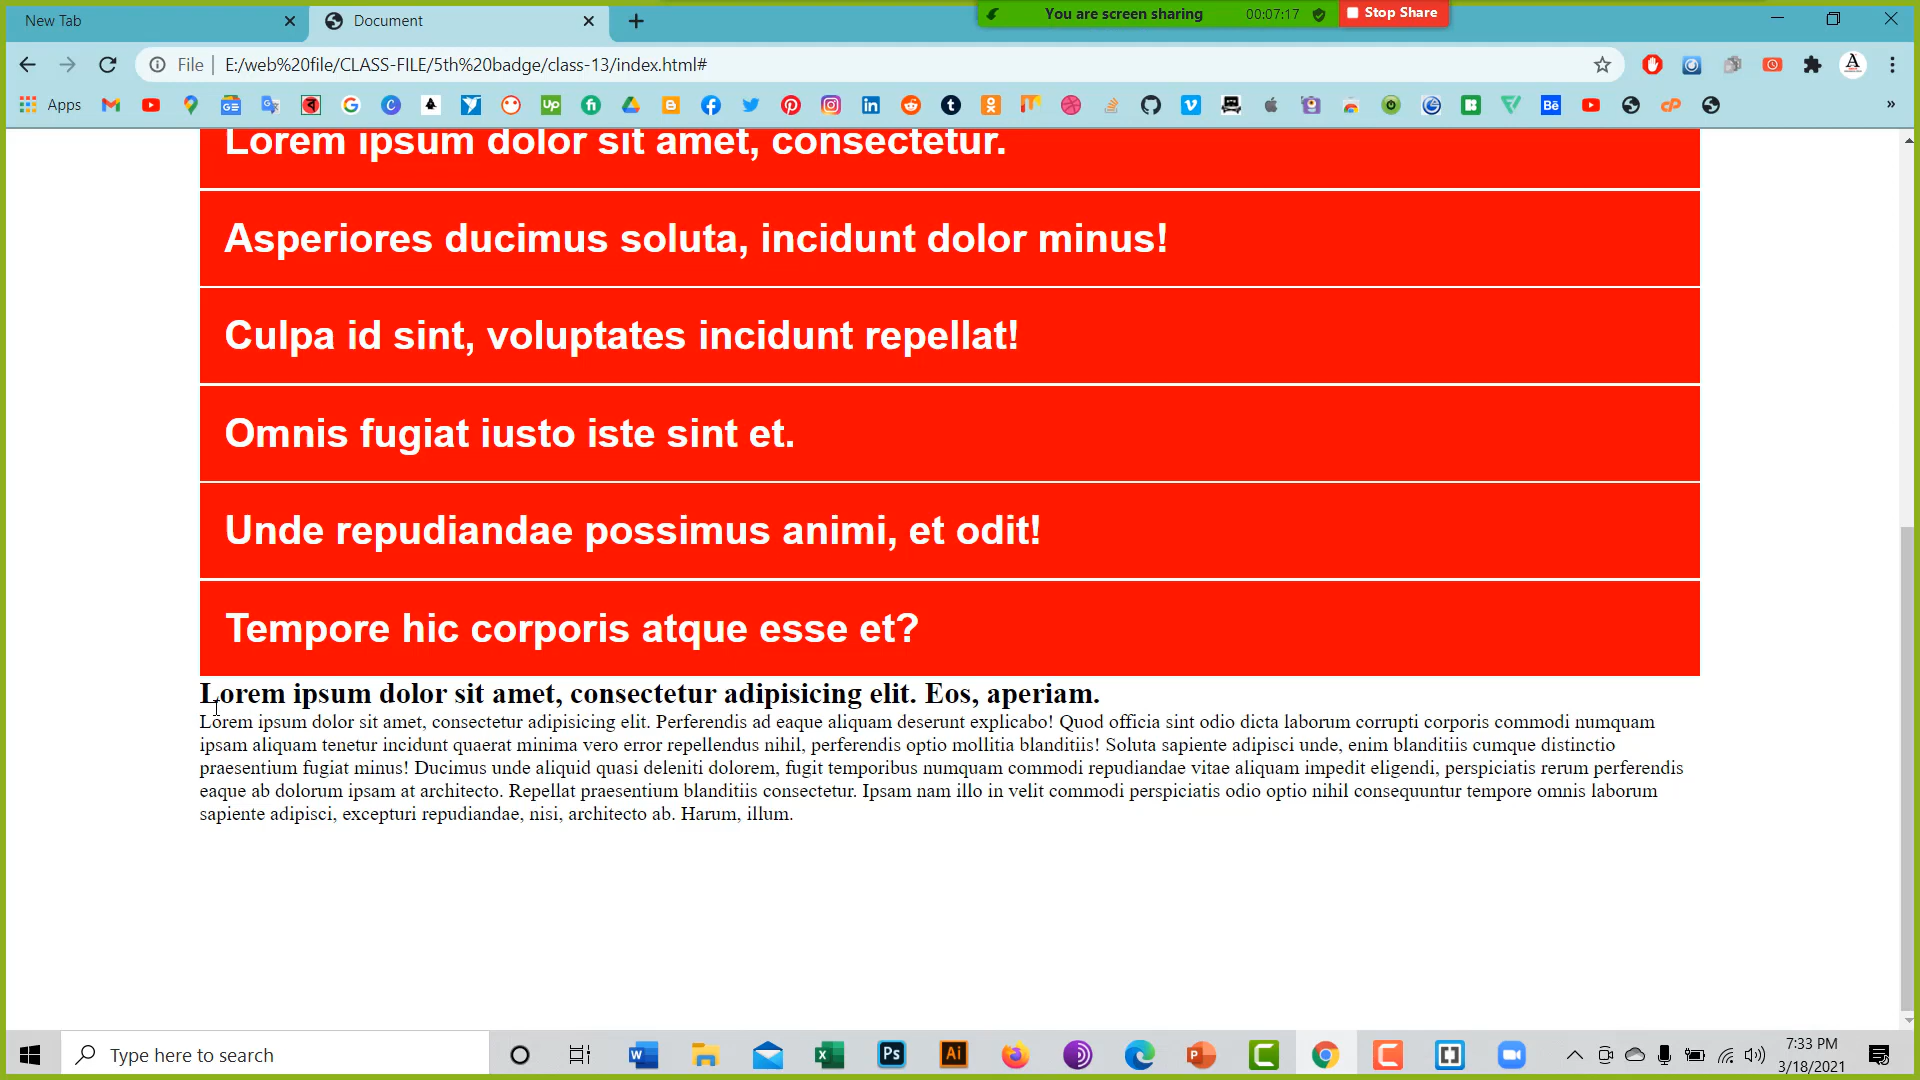 New Tab
Document
You are screen sharing
00:07:17
Stop Share
File
E:/web%20file/CLASS-FILE/5th%20badge/class-13/index.html#
Apps
Lorem ipsum dolor sit amet, consectetur.
Asperiores ducimus soluta, incidunt dolor minus!
Culpa id sint, voluptates incidunt repellat!
Omnis fugiat iusto iste sint et.
Unde repudiandae possimus animi, et odit!
Tempore hic corporis atque esse et?
Lorem ipsum dolor sit amet, consectetur adipisicing elit. Eos, aperiam.
Lorem ipsum dolor sit amet, consectetur adipisicing elit. Perferendis ad eaque aliquam deserunt explicabo! Quod officia sint odio dicta laborum corrupti corporis commodi numquam
ipsam aliquam tenetur incidunt quaerat minima vero error repellendus nihil, perferendis optio mollitia blanditiis! Soluta sapiente adipisci unde, enim blanditiis cumque distinctio
praesentium fugiat minus! Ducimus unde aliquid quasi deleniti dolorem, fugit temporibus numquam commodi repudiandae vitae aliquam impedit eligendi, perspiciatis rerum perferendis
eaque ab dolorum ipsam at architecto. Repellat praesentium blanditiis consectetur. Ipsam nam illo in velit commodi perspiciatis odio optio nihil consequuntur tempore omnis laborum
sapiente adipisci, excepturi repudiandae, nisi, architecto ab. Harum, illum.
Type here to search
7:33 PM
3/18/2021